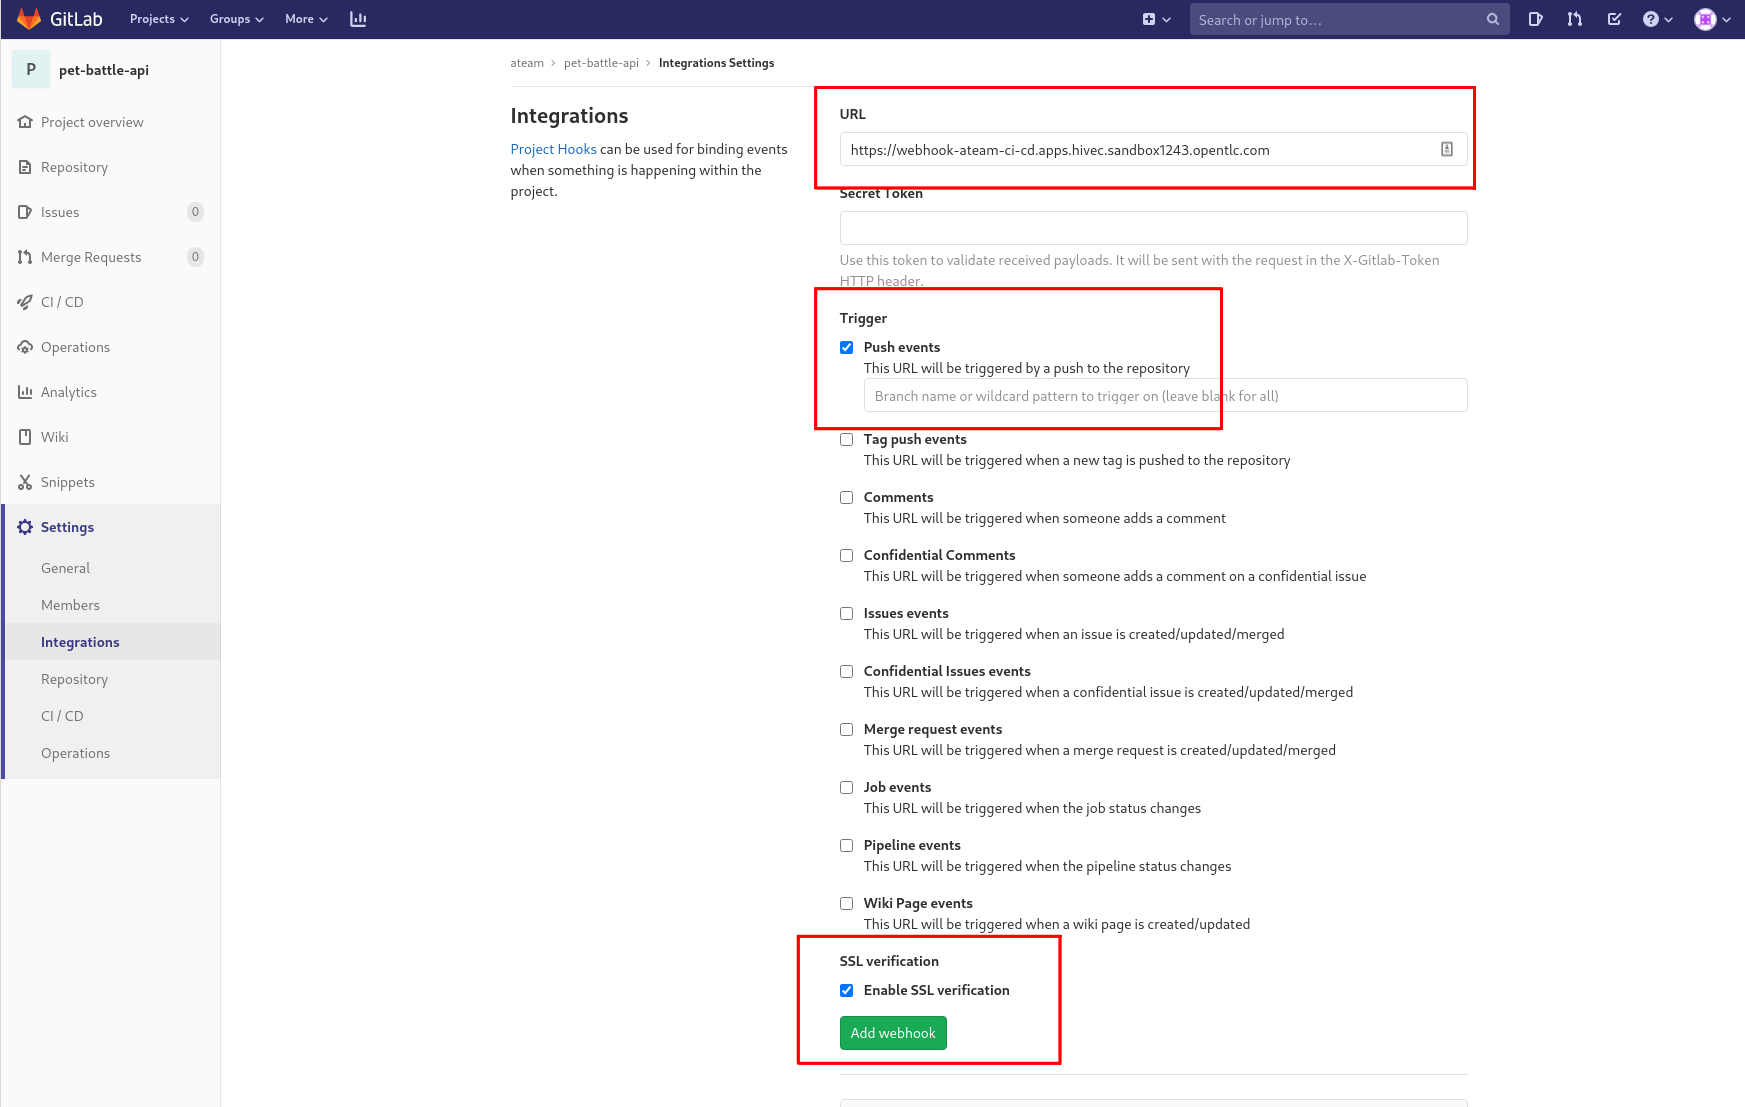 GitLab
Projects
Groups
More
Search or jump to…
P
pet-battle-api
Project overview
Repository
Issues 0
Merge Requests 0
CI / CD
Operations
Analytics
Wiki
Snippets
Settings
General
Members
Integrations
Repository
CI / CD
Operations
ateam > pet-battle-api > Integrations Settings
Integrations
Project Hooks can be used for binding events
when something is happening within the
project.
URL
https://webhook-ateam-ci-cd.apps.hivec.sandbox1243.opentlc.com
Secret Token
Use this token to validate received payloads. It will be sent with the request in the X-Gitlab-Token
HTTP header.
Trigger
Push events
This URL will be triggered by a push to the repository
Branch name or wildcard pattern to trigger on (leave blank for all)
Tag push events
This URL will be triggered when a new tag is pushed to the repository
Comments
This URL will be triggered when someone adds a comment
Confidential Comments
This URL will be triggered when someone adds a comment on a confidential issue
Issues events
This URL will be triggered when an issue is created/updated/merged
Confidential Issues events
This URL will be triggered when a confidential issue is created/updated/merged
Merge request events
This URL will be triggered when a merge request is created/updated/merged
Job events
This URL will be triggered when the job status changes
Pipeline events
This URL will be triggered when the pipeline status changes
Wiki Page events
This URL will be triggered when a wiki page is created/updated
SSL verification
Enable SSL verification
Add webhook